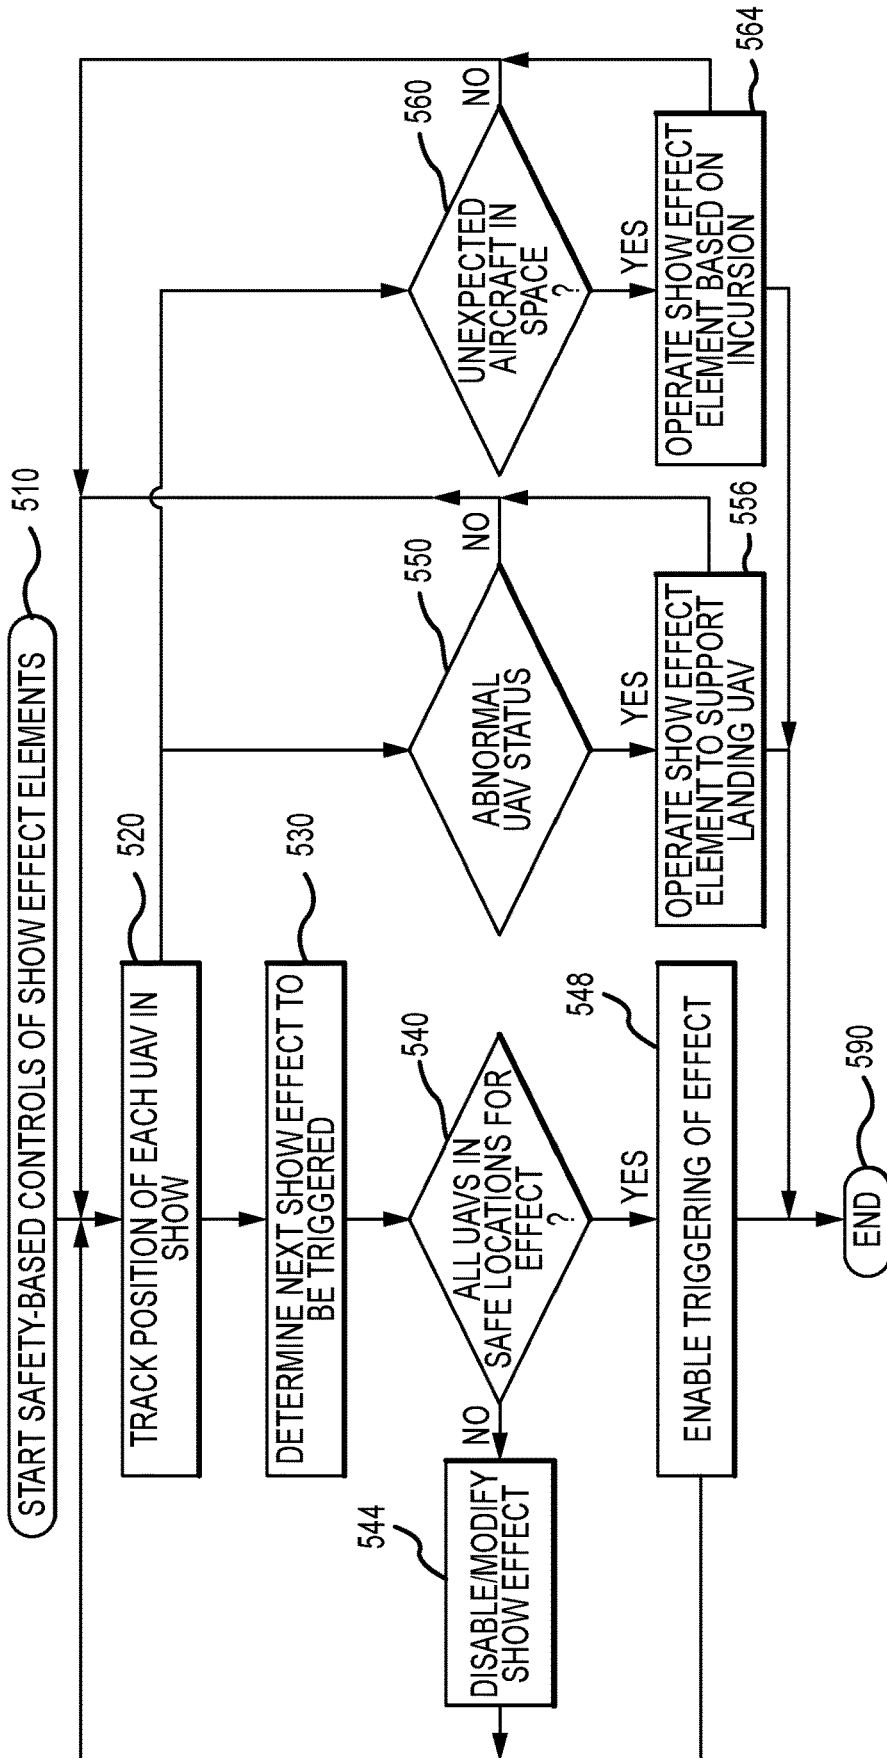 START SAFETY-BASED CONTROLS OF SHOW EFFECT ELEMENTS
510
TRACK POSITION OF EACH UAV IN
SHOW
520
DETERMINE NEXT SHOW EFFECT TO
BE TRIGGERED
530
ALL UAVS IN
SAFE LOCATIONS FOR
EFFECT
?
540
NO
DISABLE/MODIFY
SHOW EFFECT
544
YES
ENABLE TRIGGERING OF EFFECT
548
ABNORMAL
UAV STATUS
550
NO
YES
OPERATE SHOW EFFECT
ELEMENT TO SUPPORT
LANDING UAV
556
UNEXPECTED
AIRCRAFT IN
SPACE
?
560
NO
YES
OPERATE SHOW EFFECT
ELEMENT BASED ON
INCURSION
564
END
590